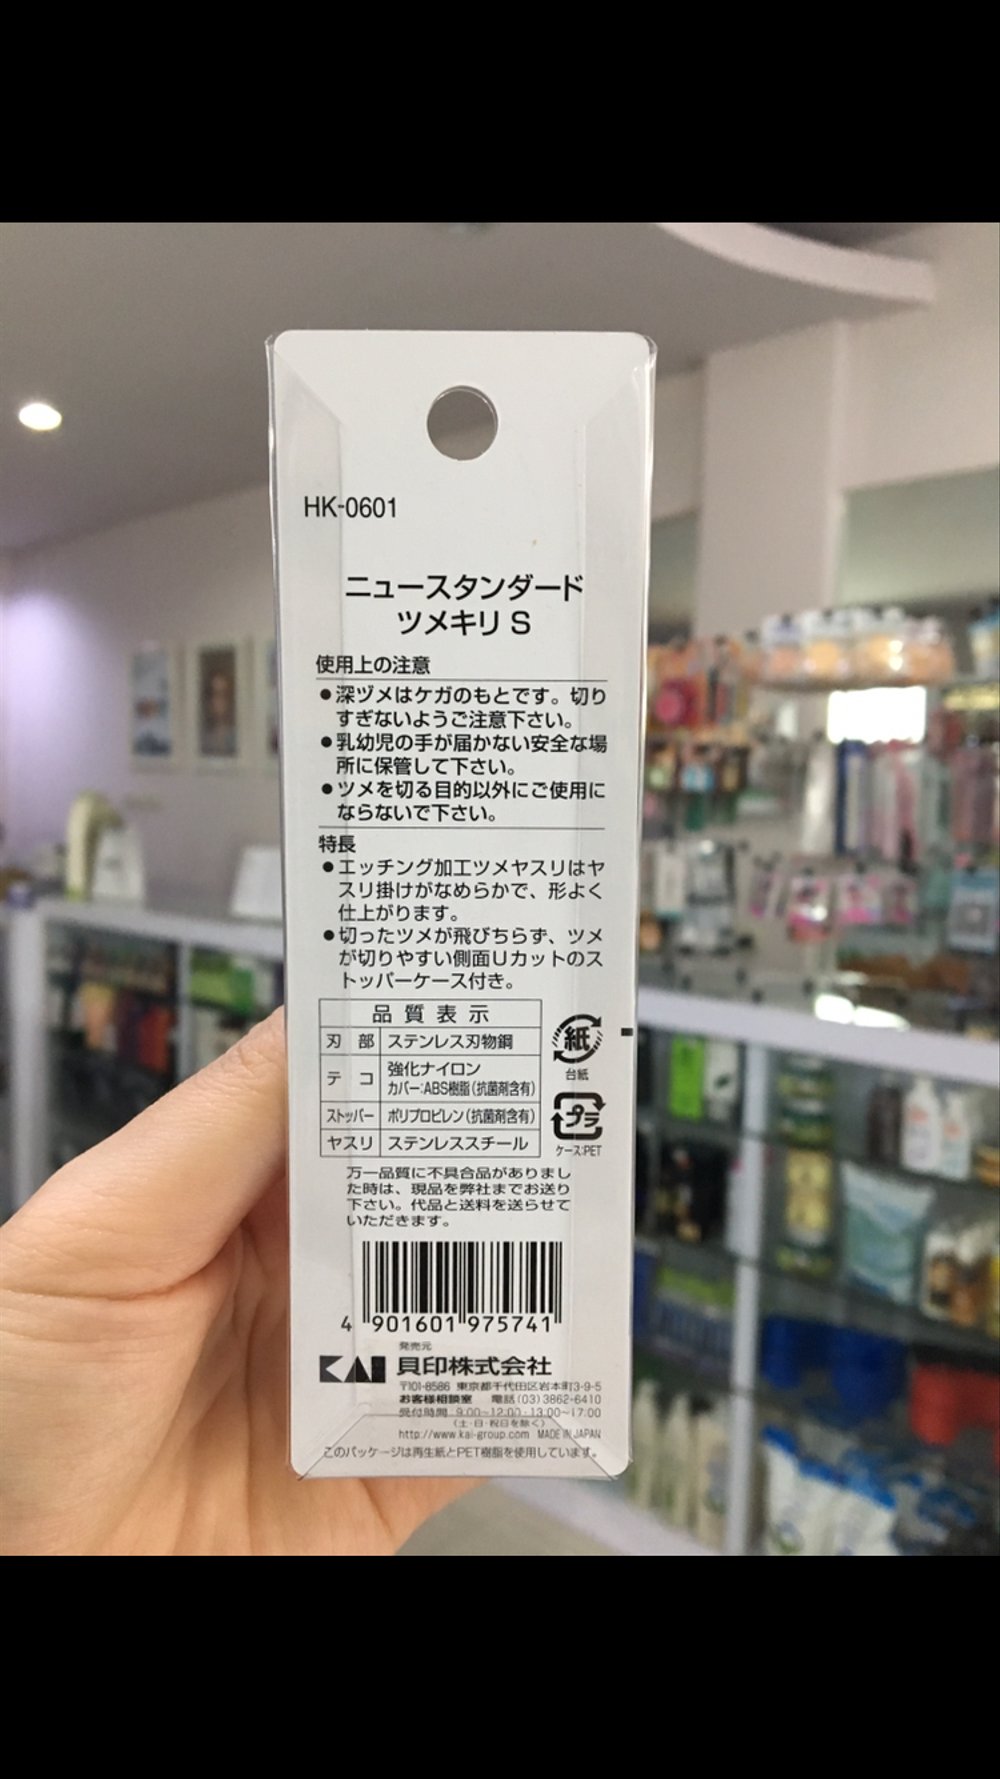 HK-0601
ニュースタンダード
ツメキリ S
使用上の注意
●深ヅメはケガのもとです。切り
すぎないようご注意下さい。
●乳幼児の手が届かない安全な場
所に保管して下さい。
●ツメを切る目的以外にご使用に
ならないで下さい。
特長
●エッチング加工ツメヤスリはヤ
スリ掛けがなめらかで、形よく
仕上がります。
●切ったツメが飛びちらず、ツメ
が切りやすい側面Uカットのス
トッパーケース付き。
品質表示
刃部 ステンレス刃物鋼
テコ 強化ナイロン
カバー:ABS樹脂(抗菌剤含有)
ストッパー ポリプロピレン(抗菌剤含有)
ヤスリ ステンレススチール
紙
台紙
プラ
ケース:PET
万一品質に不具合品がありまし
た時は、現品を弊社までお送り
下さい。代品と送料を送らせて
いただきます。
4 901601 975741
発売元
KAI 貝印株式会社
〒101-8586 東京都千代田区岩本町3-9-5
お客様相談室 電話(03)3862-6410
受付時間:9:00~12:00・13:00~17:00
(土・日・祝日を除く)
http://www.kai-group.com MADE IN JAPAN
このパッケージは再生紙とPET樹脂を使用しています。